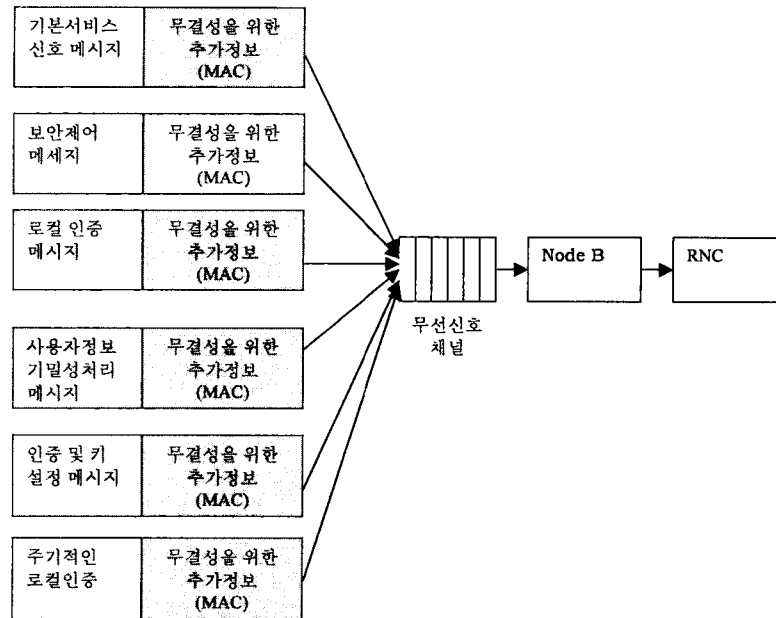 기본서비스
신호 메시지
무결성을 위한
추가정보
(MAC)
보안제어
메세지
무결성을 위한
추가정보
(MAC)
로컬 인증
메시지
무결성을 위한
추가정보
(MAC)
사용자정보
기밀성처리
메시지
무결성을 위한
추가정보
(MAC)
인증 및 키
설정 메시지
무결성을 위한
추가정보
(MAC)
주기적인
로컬인증
무결성을 위한
추가정보
(MAC)
무선신호
채널
Node B
RNC